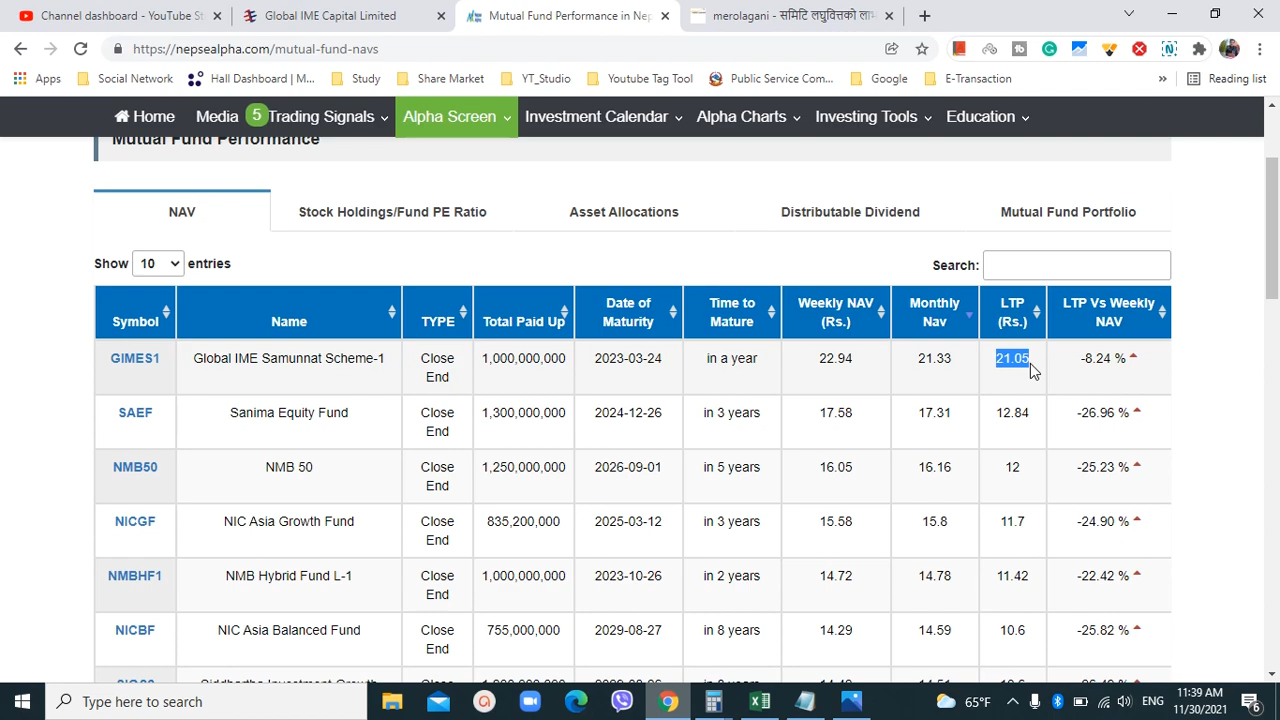 Channel dashboard - YouTube St
Global IME Capital Limited
Mutual Fund Performance in Nep
merolagani - समिति लघुवित्तको लाभ
https://nepsealpha.com/mutual-fund-navs
Apps
Social Network
Hall Dashboard | M...
Study
Share Market
YT_Studio
Youtube Tag Tool
Public Service Com...
Google
E-Transaction
»
Reading list
Home
Media
5
Trading Signals
Alpha Screen
Investment Calendar
Alpha Charts
Investing Tools
Education
Mutual Fund Performance
NAV
Stock Holdings/Fund PE Ratio
Asset Allocations
Distributable Dividend
Mutual Fund Portfolio
Show 10 entries
Search:
Symbol Name TYPE Total Paid Up Date of Maturity Time to Mature Weekly NAV (Rs.) Monthly Nav LTP (Rs.) LTP Vs Weekly NAV
GIMES1 Global IME Samunnat Scheme-1 Close End 1,000,000,000 2023-03-24 in a year 22.94 21.33 21.05 -8.24 %
SAEF Sanima Equity Fund Close End 1,300,000,000 2024-12-26 in 3 years 17.58 17.31 12.84 -26.96 %
NMB50 NMB 50 Close End 1,250,000,000 2026-09-01 in 5 years 16.05 16.16 12 -25.23 %
NICGF NIC Asia Growth Fund Close End 835,200,000 2025-03-12 in 3 years 15.58 15.8 11.7 -24.90 %
NMBHF1 NMB Hybrid Fund L-1 Close End 1,000,000,000 2023-10-26 in 2 years 14.72 14.78 11.42 -22.42 %
NICBF NIC Asia Balanced Fund Close End 755,000,000 2029-08-27 in 8 years 14.29 14.59 10.6 -25.82 %
Type here to search
65°F
ENG
11:39 AM
11/30/2021
6